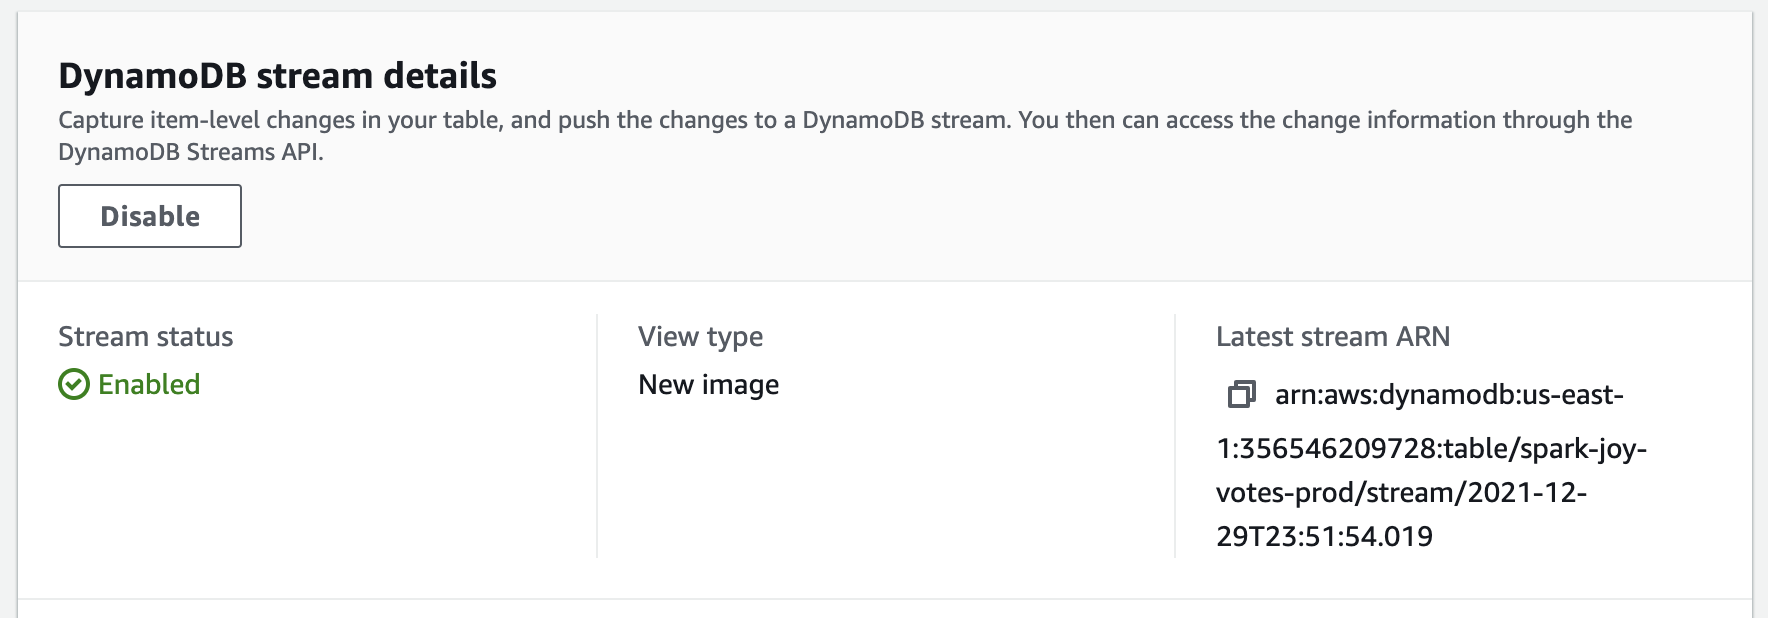 DynamoDB stream details
Capture item-level changes in your table, and push the changes to a DynamoDB stream. You then can access the change information through the
DynamoDB Streams API.
Disable
Stream status
Enabled
View type
New image
Latest stream ARN
arn:aws:dynamodb:us-east-
1:356546209728:table/spark-joy-
votes-prod/stream/2021-12-
29T23:51:54.019